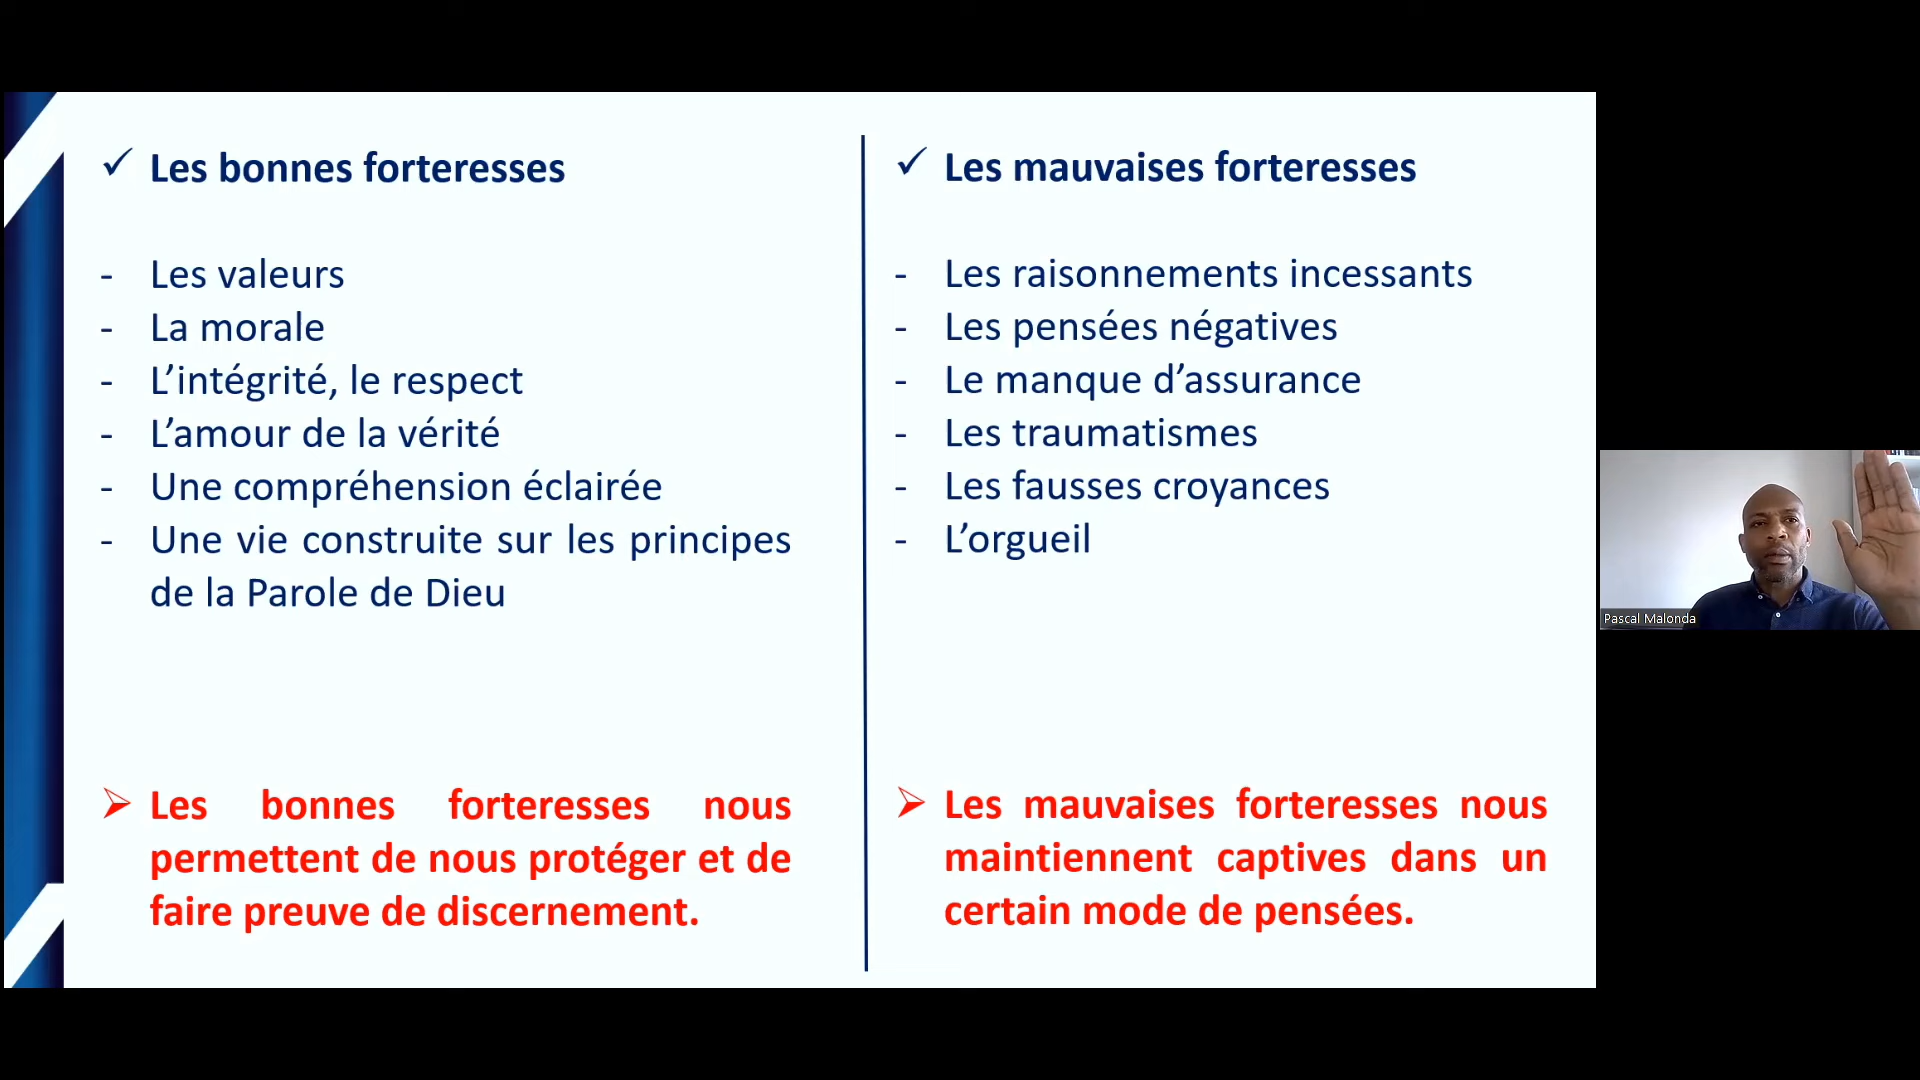 ✓ Les bonnes forteresses
- Les valeurs
- La morale
- L’intégrité, le respect
- L’amour de la vérité
- Une compréhension éclairée
- Une vie construite sur les principes
de la Parole de Dieu
➢ Les bonnes forteresses nous
permettent de nous protéger et de
faire preuve de discernement.
✓ Les mauvaises forteresses
- Les raisonnements incessants
- Les pensées négatives
- Le manque d’assurance
- Les traumatismes
- Les fausses croyances
- L’orgueil
➢ Les mauvaises forteresses nous
maintiennent captives dans un
certain mode de pensées.
Pascal Malonda